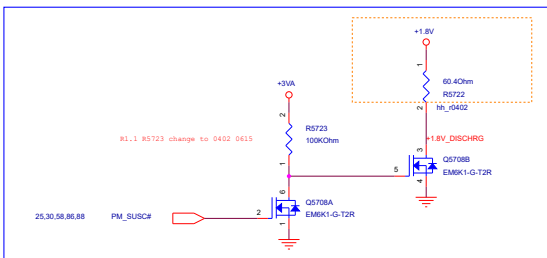 +1.8V
1
60.4Ohm
R5722
2
hh_r0402
+3VA
2
R5723
100KOhm
1
R1.1 R5723 change to 0402 0615
+1.8V_DISCHRG
3
Q5708B
5
EM6K1-G-T2R
4
6
Q5708A
25,30,58,86,88
PM_SUSC#
2
EM6K1-G-T2R
1